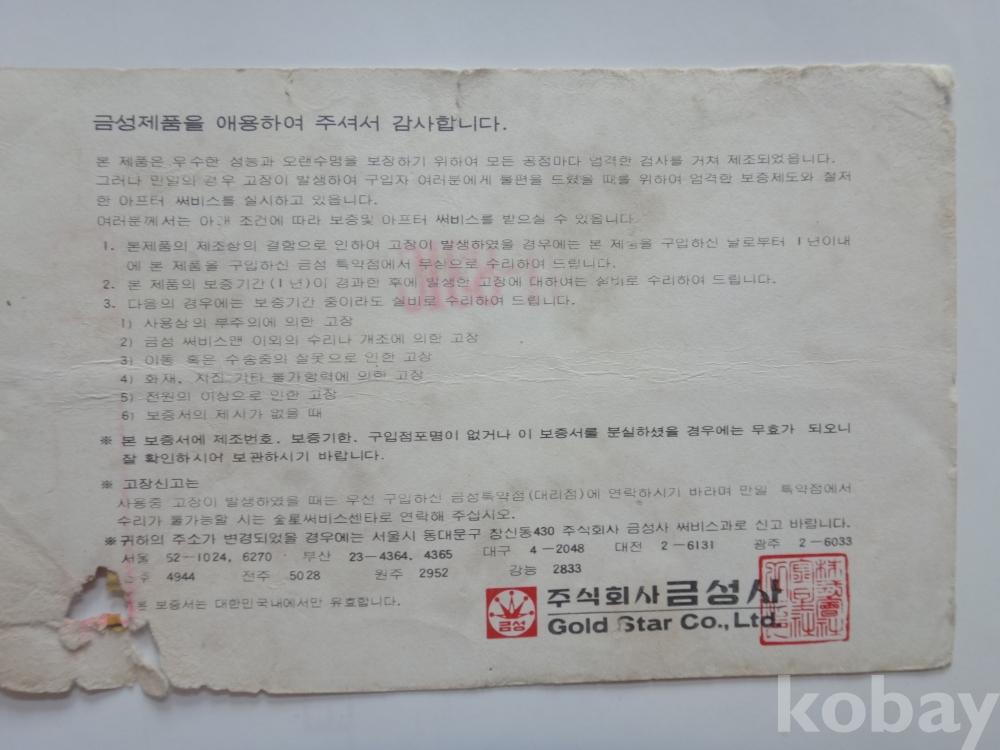 금성제품을 애용하여 주셔서 감사합니다.
본 제품은 우수한 성능과 오랜수명을 보장하기 위하여 모든 공정마다 엄격한 검사를 거쳐 제조되었읍니다.
그러나 만일의 경우 고장이 발생하여 구입자 여러분에게 불편을 드렸을 때를 위하여 엄격한 보증제도와 철저
한 아프터 써비스를 실시하고 있읍니다.
여러분께서는 아래 조건에 따라 보증및 아프터 써비스를 받으실 수 있읍니다.
1. 본제품의 제조상의 결함으로 인하여 고장이 발생하였을 경우에는 본 제품을 구입하신 날로부터 1년이내
에 본 제품을 구입하신 금성 특약점에서 무상으로 수리하여 드립니다.
2. 본 제품의 보증기간(1년)이 경과한 후에 발생한 고장에 대하여는 실비로 수리하여 드립니다.
3. 다음의 경우에는 보증기간 중이라도 실비로 수리하여 드립니다.
1) 사용상의 부주의에 의한 고장
2) 금성 써비스맨 이외의 수리나 개조에 의한 고장
3) 이동 혹은 수송중의 잘못으로 인한 고장
4) 화재, 지진 기타 불가항력에 의한 고장
5) 전원의 이상으로 인한 고장
6) 보증서의 제시가 없을 때
※ 본 보증서에 제조번호, 보증기한, 구입점포명이 없거나 이 보증서를 분실하셨을 경우에는 무효가 되오니
잘 확인하시어 보관하시기 바랍니다.
※ 고장신고는
사용중 고장이 발생하였을 때는 우선 구입하신 금성특약점(대리점)에 연락하시기 바라며 만일 특약점에서
수리가 불가능할 시는 金星써비스센타로 연락해 주십시오.
※귀하의 주소가 변경되었을 경우에는 서울시 동대문구 창신동430 주식회사 금성사 써비스과로 신고 바랍니다.
서울 52-1024, 6270 부산 23-4364, 4365 대구 4-2048 대전 2-6131 광주 2-6033
주 4944 전주 5028 원주 2952 강능 2833
본 보증서는 대한민국내에서만 유효합니다.
금성 주식회사 금성사
Gold Star Co., Ltd.
kobay